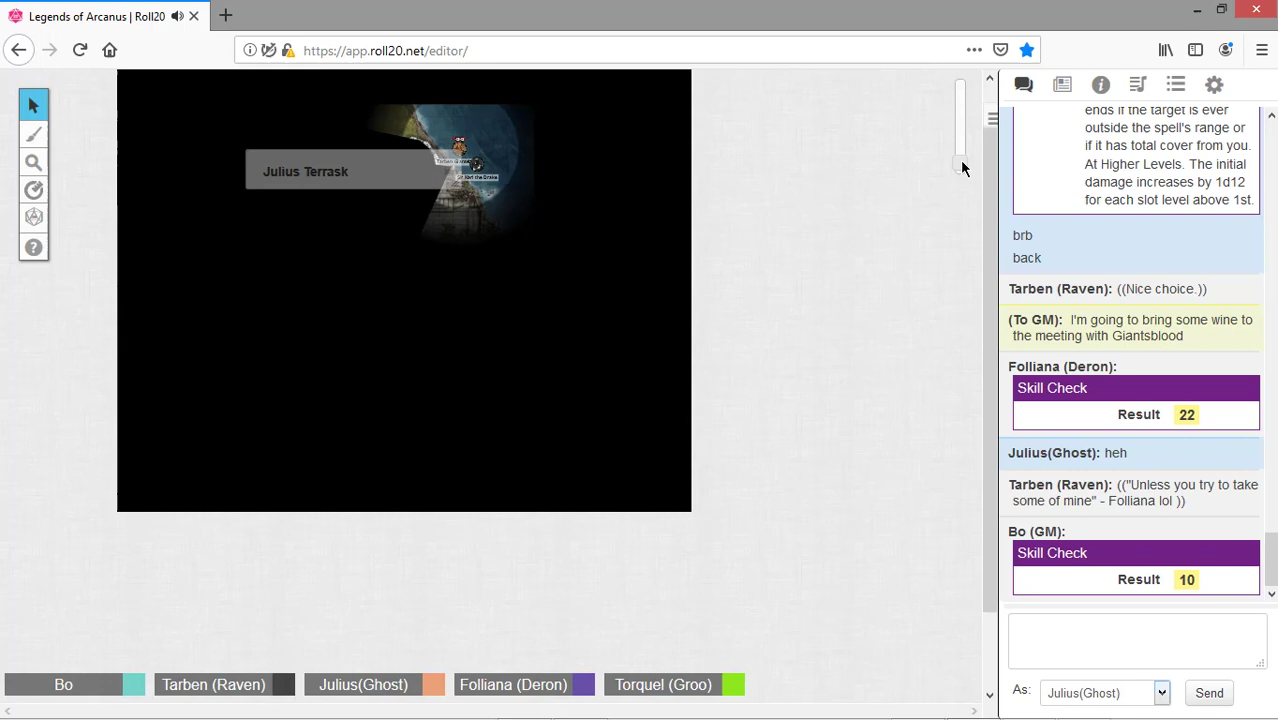 Legends of Arcanus | Roll20
https://app.roll20.net/editor/
Julius Terrask
ends if the target is ever
outside the spell's range or
if it has total cover from you.
At Higher Levels. The initial
damage increases by 1d12
for each slot level above 1st.
brb
back
Tarben (Raven): ((Nice choice.))
(To GM): I'm going to bring some wine to
the meeting with Giantsblood
Folliana (Deron):
Skill Check
Result 22
Julius(Ghost): heh
Tarben (Raven): (("Unless you try to take
some of mine" - Folliana lol ))
Bo (GM):
Skill Check
Result 10
As: Julius(Ghost) Send
Bo
Tarben (Raven)
Julius(Ghost)
Folliana (Deron)
Torquel (Groo)